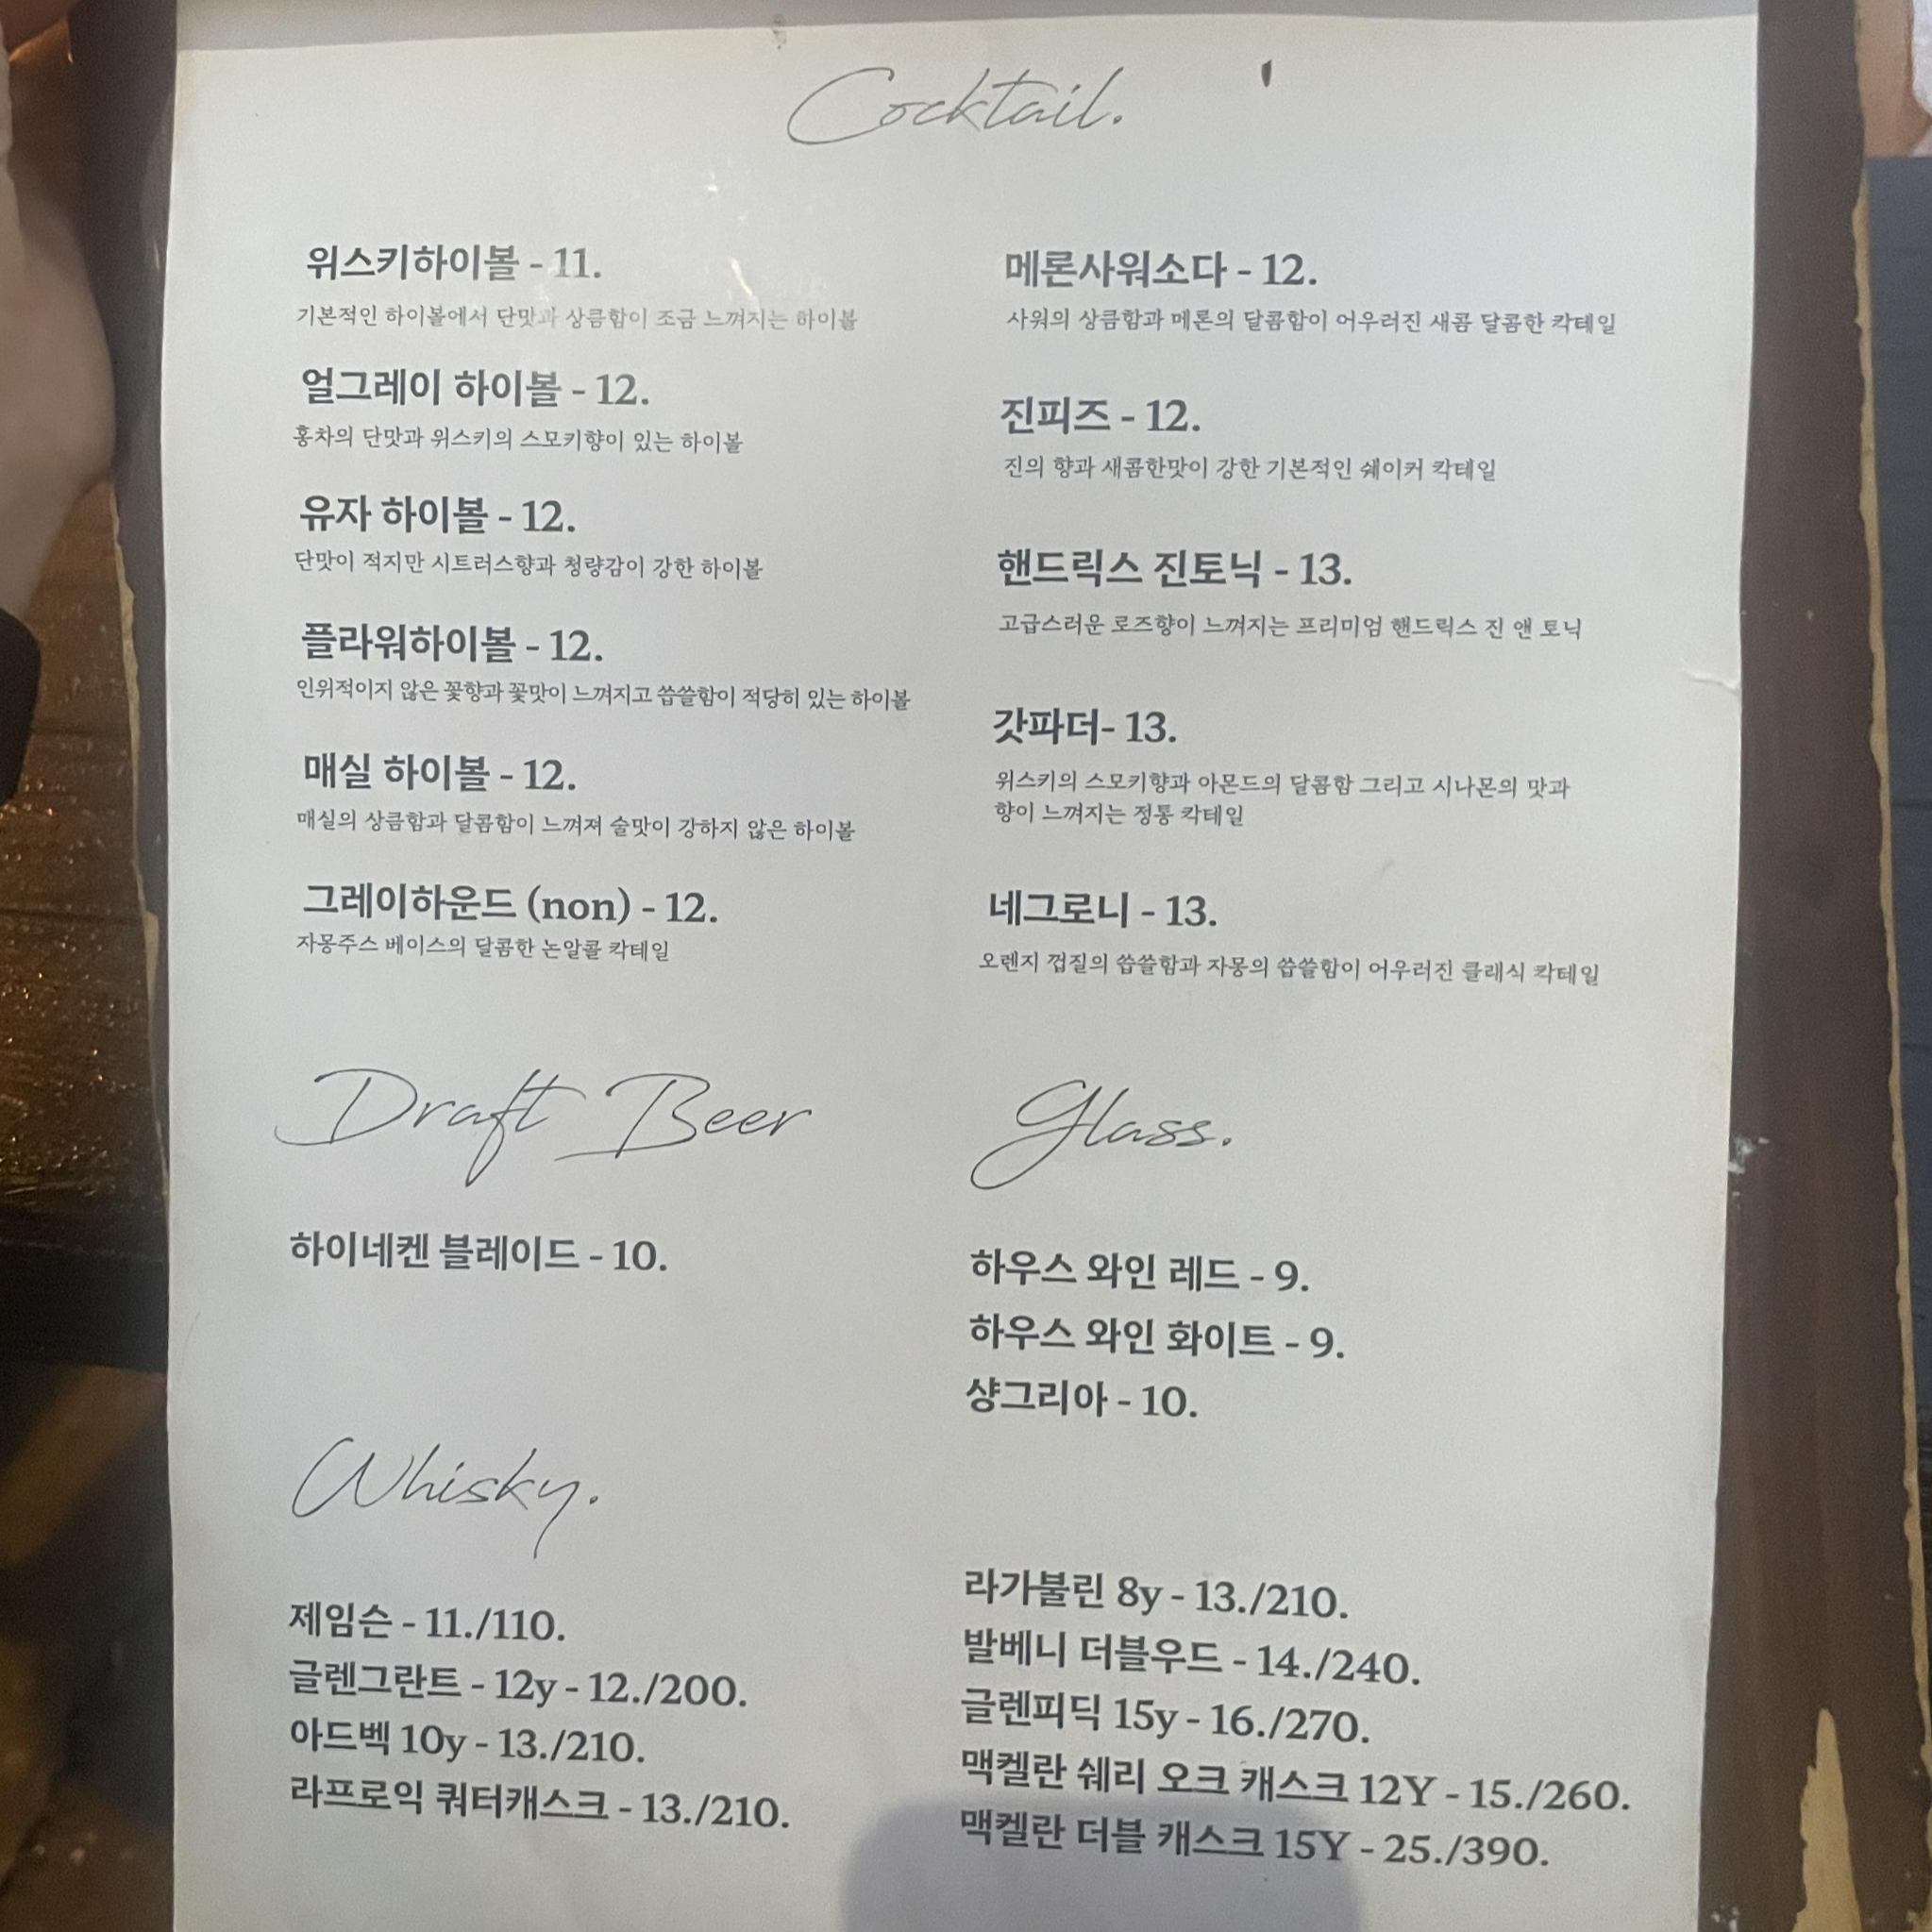 Cocktail.
위스키하이볼 - 11.
기본적인 하이볼에서 단맛과 상큼함이 조금 느껴지는 하이볼
얼그레이 하이볼 - 12.
홍차의 단맛과 위스키의 스모키향이 있는 하이볼
유자 하이볼 - 12.
단맛이 적지만 시트러스향과 청량감이 강한 하이볼
플라워하이볼 - 12.
인위적이지 않은 꽃향과 꽃맛이 느껴지고 씁쓸함이 적당히 있는 하이볼
매실 하이볼 - 12.
매실의 상큼함과 달콤함이 느껴져 술맛이 강하지 않은 하이볼
그레이하운드 (non) - 12.
자몽주스 베이스의 달콤한 논알콜 칵테일
메론사워소다 - 12.
사워의 상큼함과 메론의 달콤함이 어우러진 새콤 달콤한 칵테일
진피즈 - 12.
진의 향과 새콤한맛이 강한 기본적인 쉐이커 칵테일
핸드릭스 진토닉 - 13.
고급스러운 로즈향이 느껴지는 프리미엄 핸드릭스 진 앤 토닉
갓파더- 13.
위스키의 스모키향과 아몬드의 달콤함 그리고 시나몬의 맛과
향이 느껴지는 정통 칵테일
네그로니 - 13.
오렌지 껍질의 씁쓸함과 자몽의 씁쓸함이 어우러진 클래식 칵테일
Draft Beer
하이네켄 블레이드 - 10.
Glass.
하우스 와인 레드 - 9.
하우스 와인 화이트 - 9.
샹그리아 - 10.
Whisky.
제임슨 - 11./110.
글렌그란트 - 12y - 12./200.
아드벡 10y - 13./210.
라프로익 쿼터캐스크 - 13./210.
라가불린 8y - 13./210.
발베니 더블우드 - 14./240.
글렌피딕 15y - 16./270.
맥켈란 쉐리 오크 캐스크 12Y - 15./260.
맥켈란 더블 캐스크 15Y - 25./390.